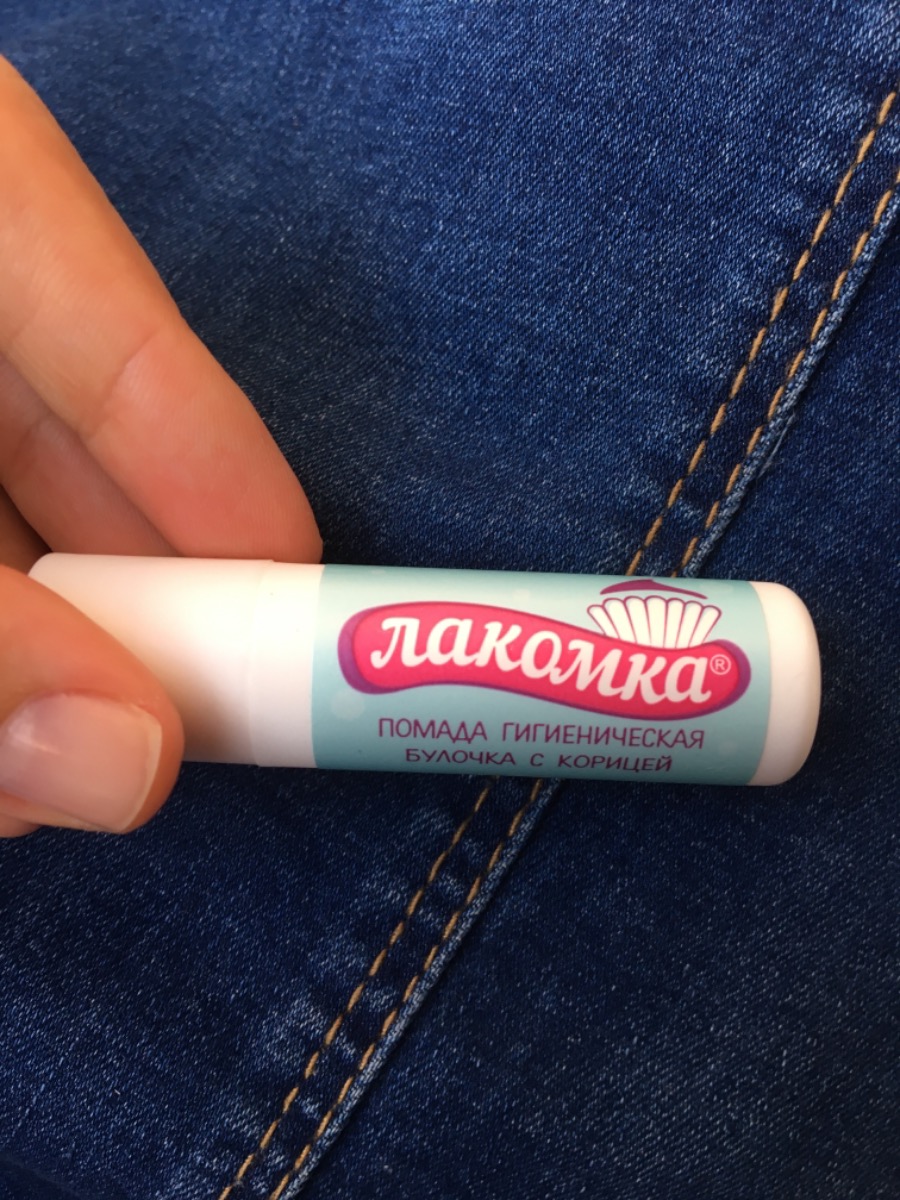 лакомка®
ПОМАДА ГИГИЕНИЧЕСКАЯ
БУЛОЧКА С КОРИЦЕЙ